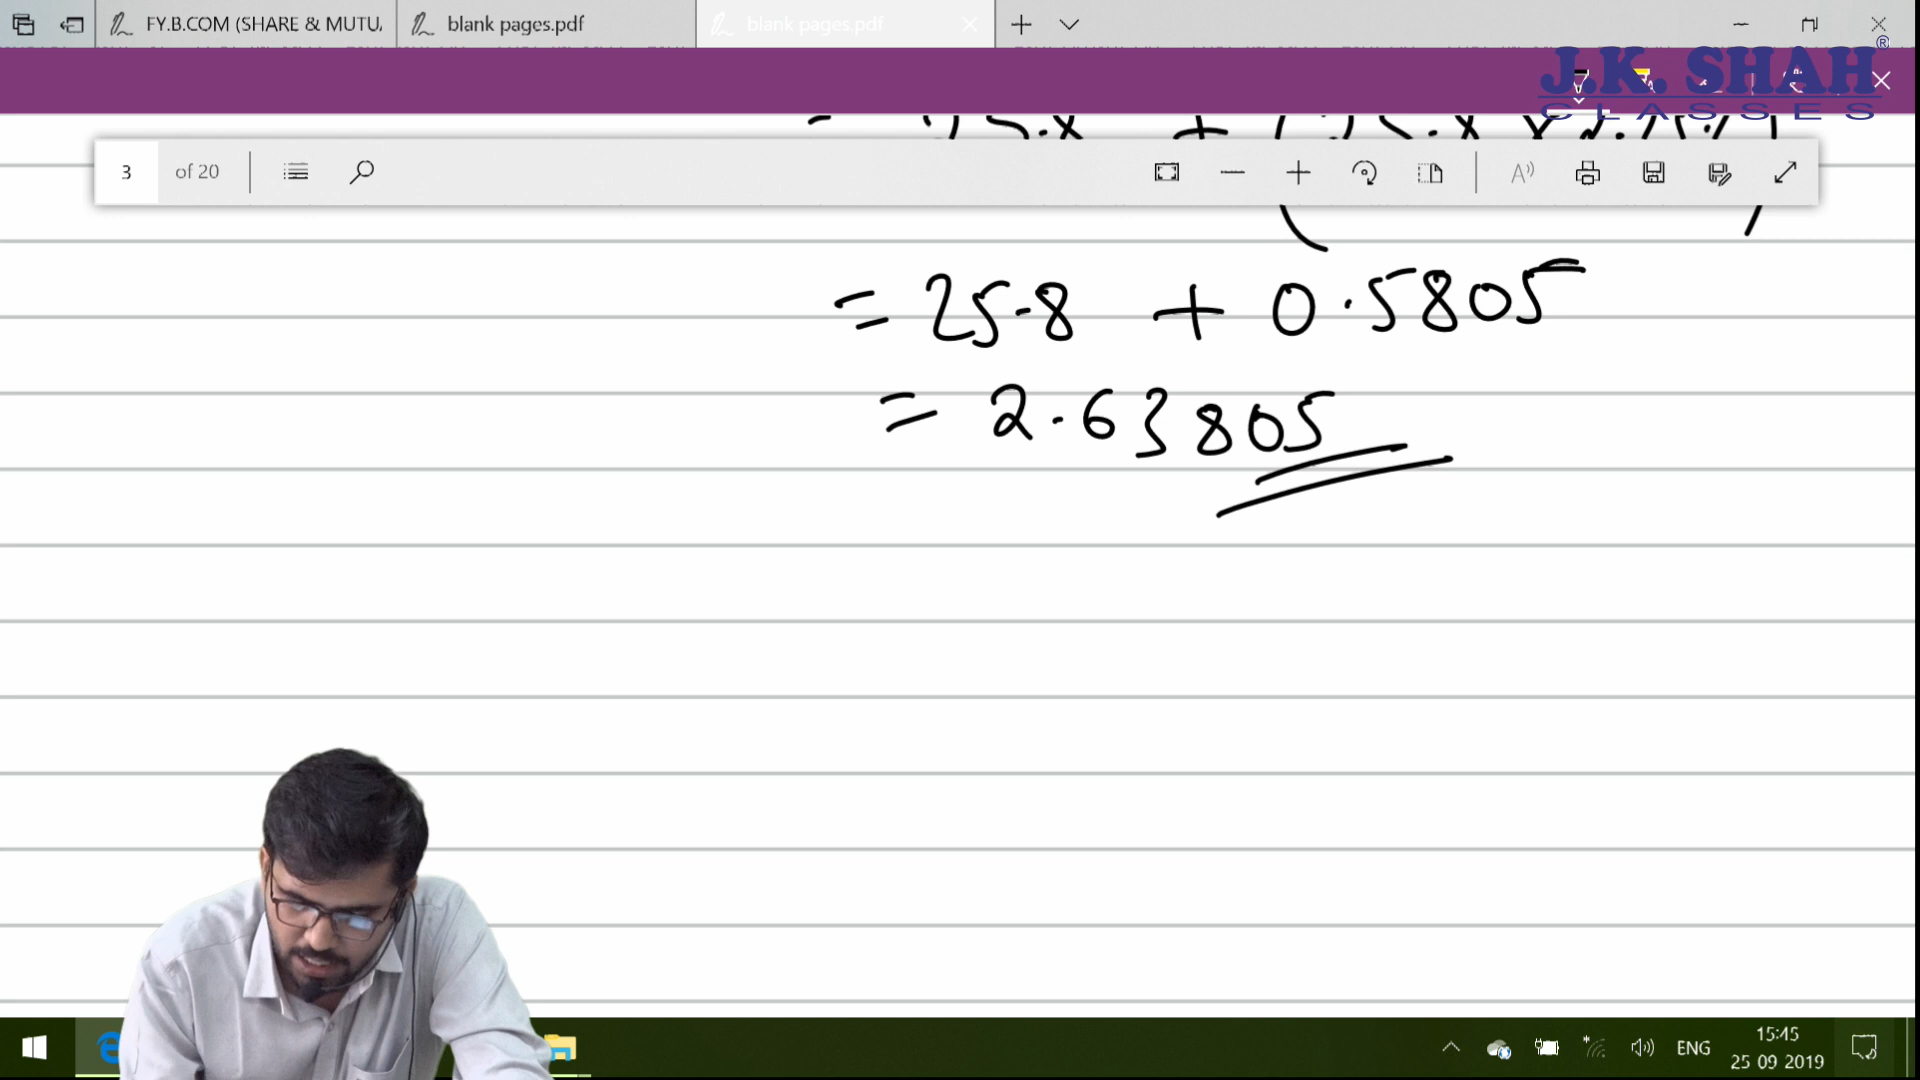 FY.B.COM (SHARE & MUTU
blank pages.pdf
blank pages.pdf
J.K. SHAH ®
CLASSES
3 of 20
= 25.8 + 0.5805
= 2.63805
ENG
15:45
25 09 2019